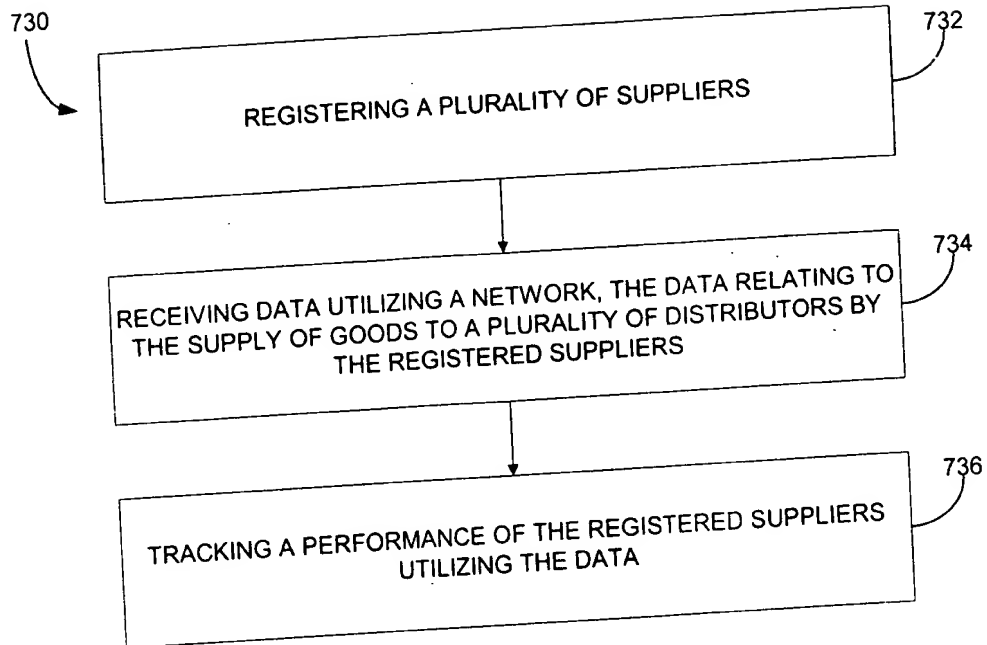 730
732
REGISTERING A PLURALITY OF SUPPLIERS
734
RECEIVING DATA UTILIZING A NETWORK, THE DATA RELATING TO
THE SUPPLY OF GOODS TO A PLURALITY OF DISTRIBUTORS BY
THE REGISTERED SUPPLIERS
736
TRACKING A PERFORMANCE OF THE REGISTERED SUPPLIERS
UTILIZING THE DATA